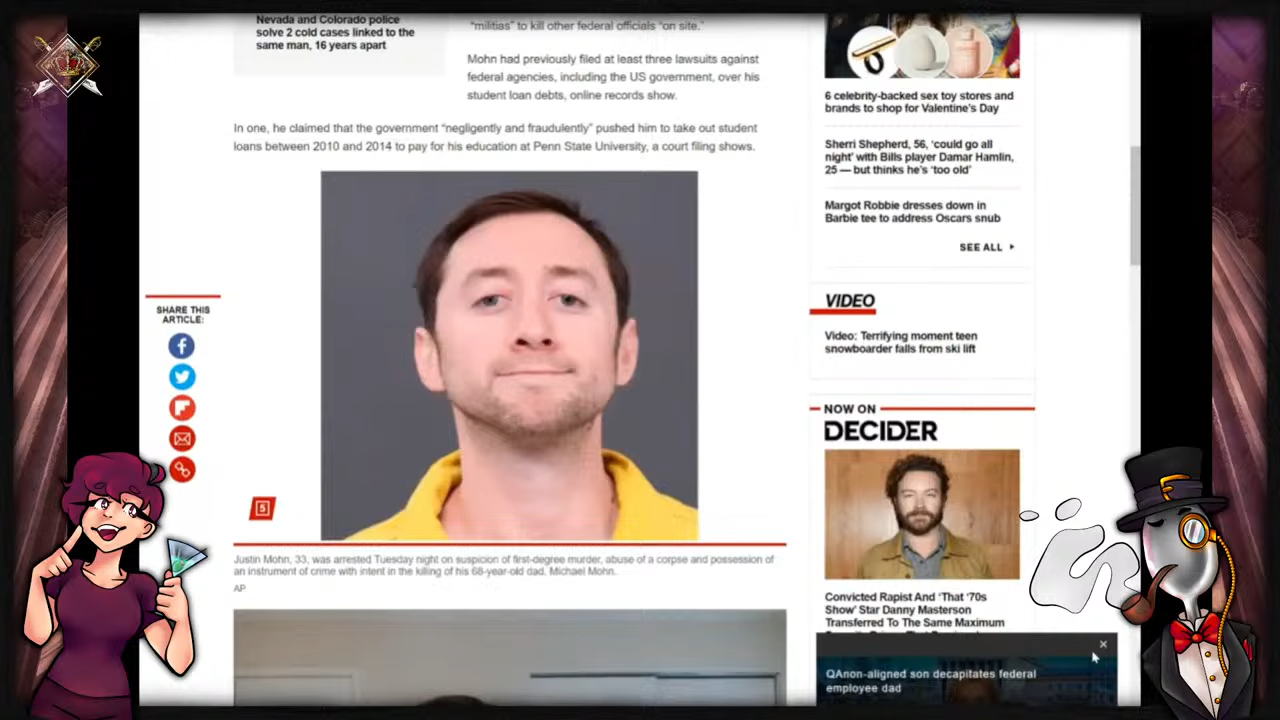 Nevada and Colorado police
solve 2 cold cases linked to the
same man, 16 years apart
“militias” to kill other federal officials “on site.”
Mohn had previously filed at least three lawsuits against
federal agencies, including the US government, over his
student loan debts, online records show.
In one, he claimed that the government “negligently and fraudulently” pushed him to take out student
loans between 2010 and 2014 to pay for his education at Penn State University, a court filing shows.
SHARE THIS
ARTICLE:
5
Justin Mohn, 33, was arrested Tuesday night on suspicion of first-degree murder, abuse of a corpse and possession of
an instrument of crime with intent in the killing of his 68-year-old dad, Michael Mohn.
AP
6 celebrity-backed sex toy stores and
brands to shop for Valentine's Day
Sherri Shepherd, 56, 'could go all
night' with Bills player Damar Hamlin,
25 — but thinks he's 'too old'
Margot Robbie dresses down in
Barbie tee to address Oscars snub
SEE ALL
VIDEO
Video: Terrifying moment teen
snowboarder falls from ski lift
NOW ON
DECIDER
Convicted Rapist And 'That '70s
Show' Star Danny Masterson
Transferred To The Same Maximum
QAnon-aligned son decapitates federal
employee dad